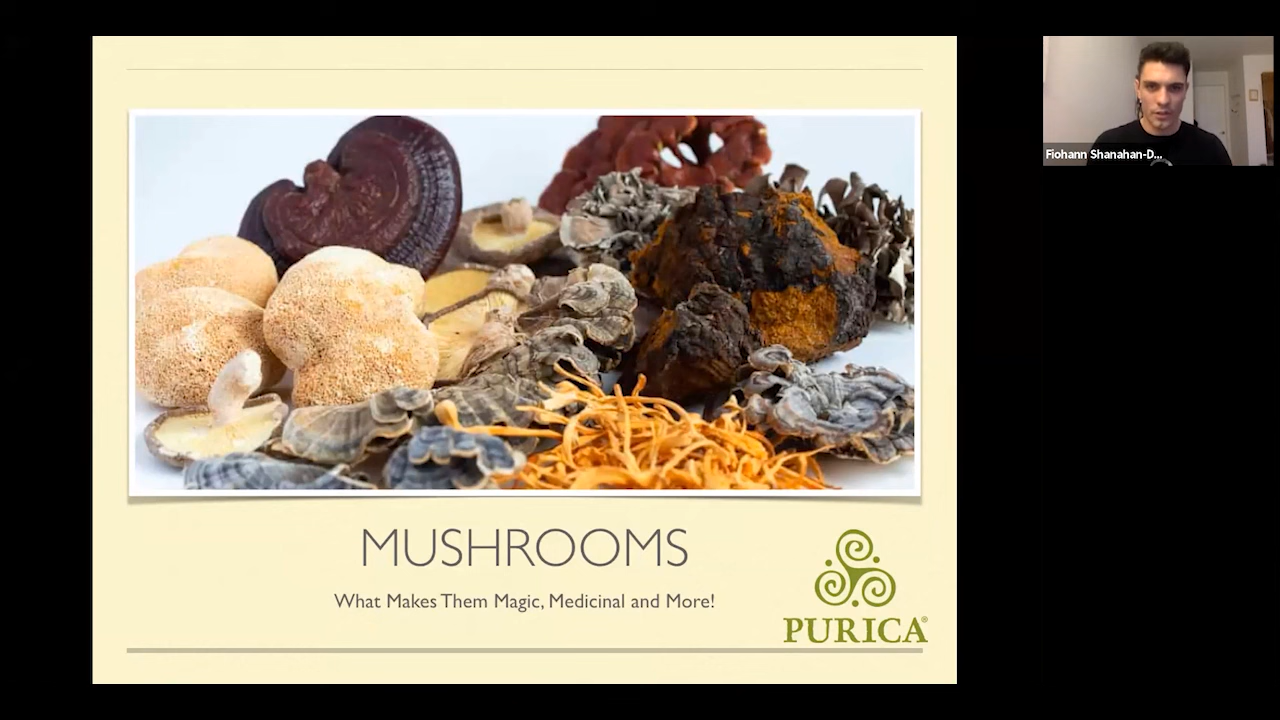 Fiohann Shanahan-D...
MUSHROOMS
What Makes Them Magic, Medicinal and More!
PURICA®